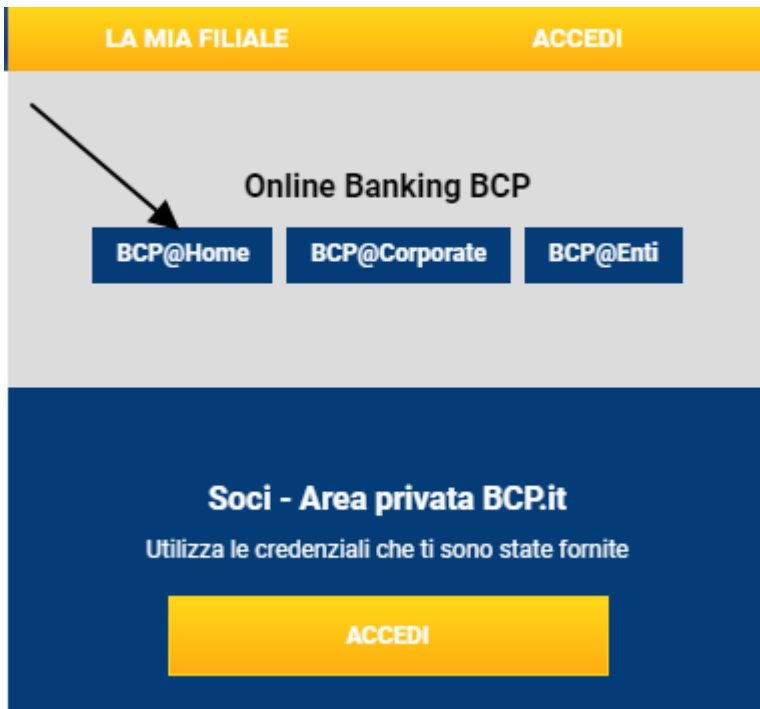 LA MIA FILIALE ACCEDI
Online Banking BCP
BCP@Home BCP@Corporate BCP@Enti
Soci - Area privata BCP.it
Utilizza le credenziali che ti sono state fornite
ACCEDI